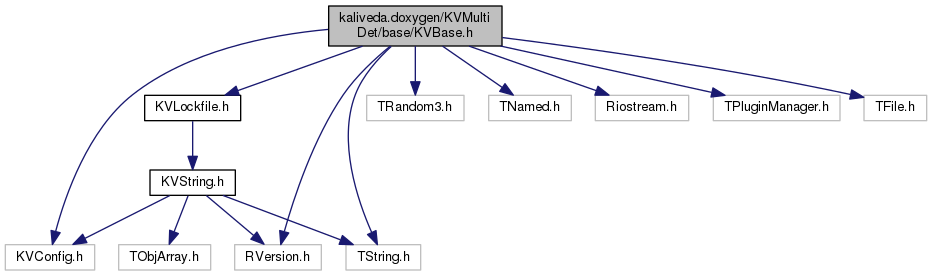 kaliveda.doxygen/KVMulti
Det/base/KVBase.h
KVLockfile.h
TRandom3.h
TNamed.h
Riostream.h
TPluginManager.h
TFile.h
KVString.h
KVConfig.h
TObjArray.h
RVersion.h
TString.h